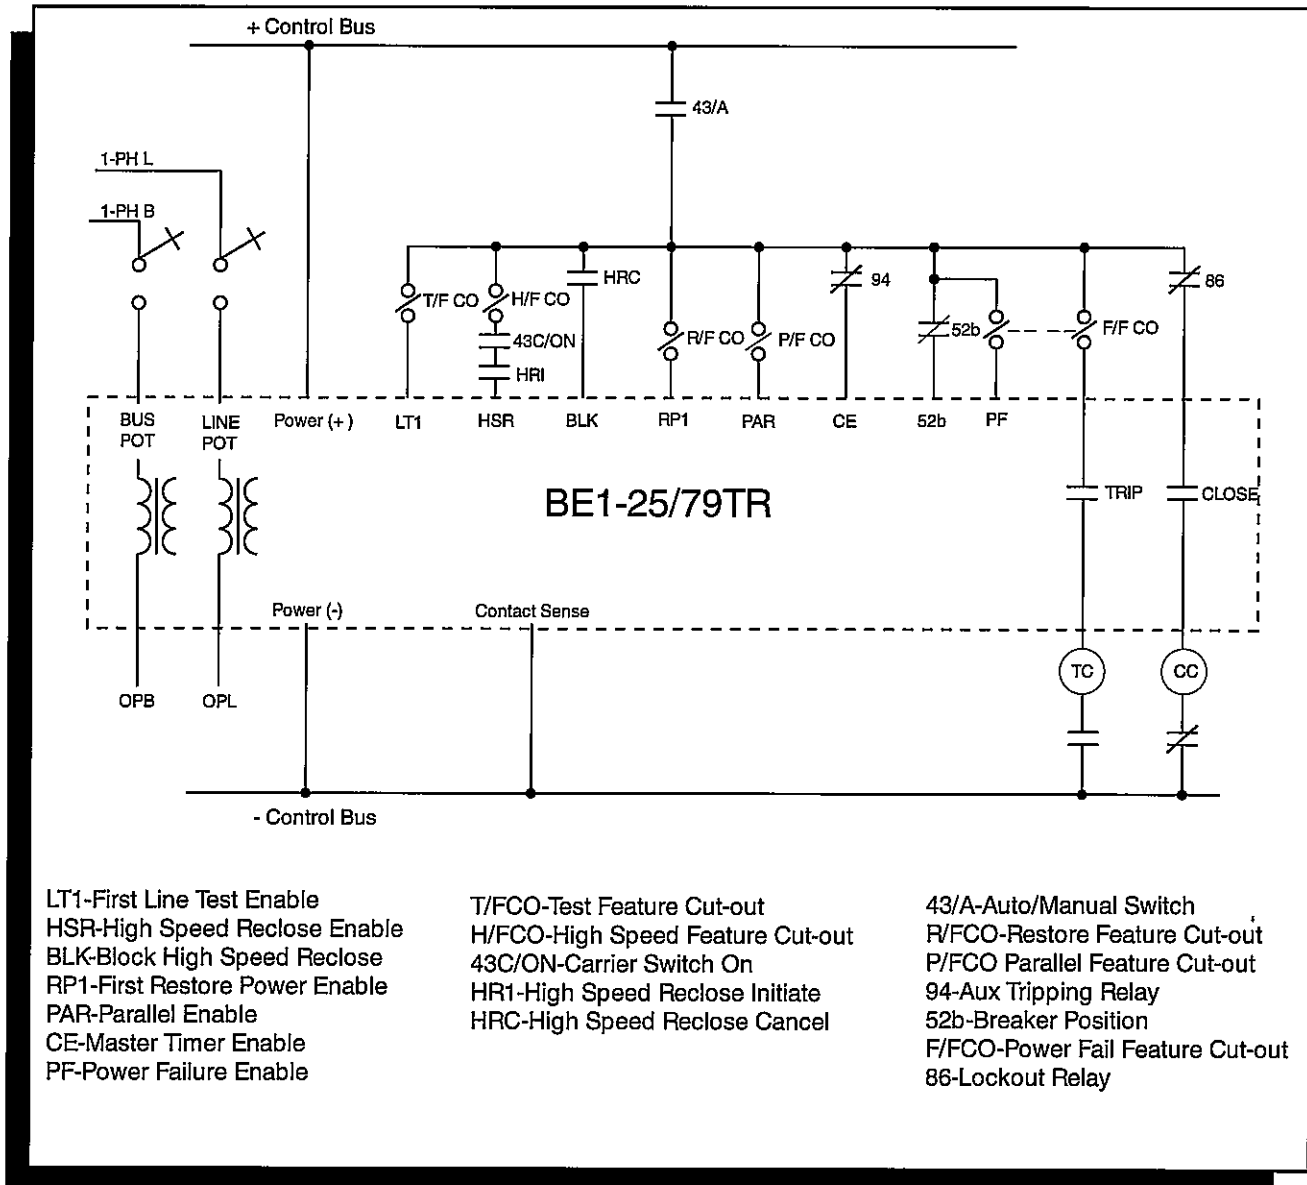 + Control Bus
43/A
1-PH L
1-PH B
T/F CO
H/F CO
HRC
R/F CO
P/F CO
94
52b
F/F CO
86
43C/ON
HRI
BUS POT
LINE POT
Power (+)
LT1
HSR
BLK
RP1
PAR
CE
52b
PF
BE1-25/79TR
TRIP
CLOSE
Power (-)
Contact Sense
OPB
OPL
TC
CC
- Control Bus
LT1-First Line Test Enable
HSR-High Speed Reclose Enable
BLK-Block High Speed Reclose
RP1-First Restore Power Enable
PAR-Parallel Enable
CE-Master Timer Enable
PF-Power Failure Enable
T/FCO-Test Feature Cut-out
H/FCO-High Speed Feature Cut-out
43C/ON-Carrier Switch On
HR1-High Speed Reclose Initiate
HRC-High Speed Reclose Cancel
43/A-Auto/Manual Switch
R/FCO-Restore Feature Cut-out
P/FCO Parallel Feature Cut-out
94-Aux Tripping Relay
52b-Breaker Position
F/FCO-Power Fail Feature Cut-out
86-Lockout Relay